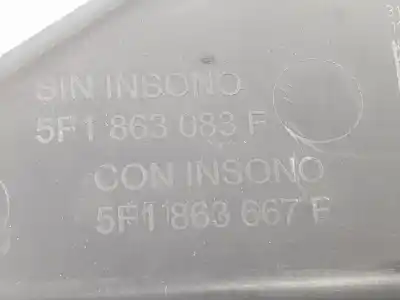 SIN INSONO
5F1 863 083 F
CON INSONO
5F1 863 667 F